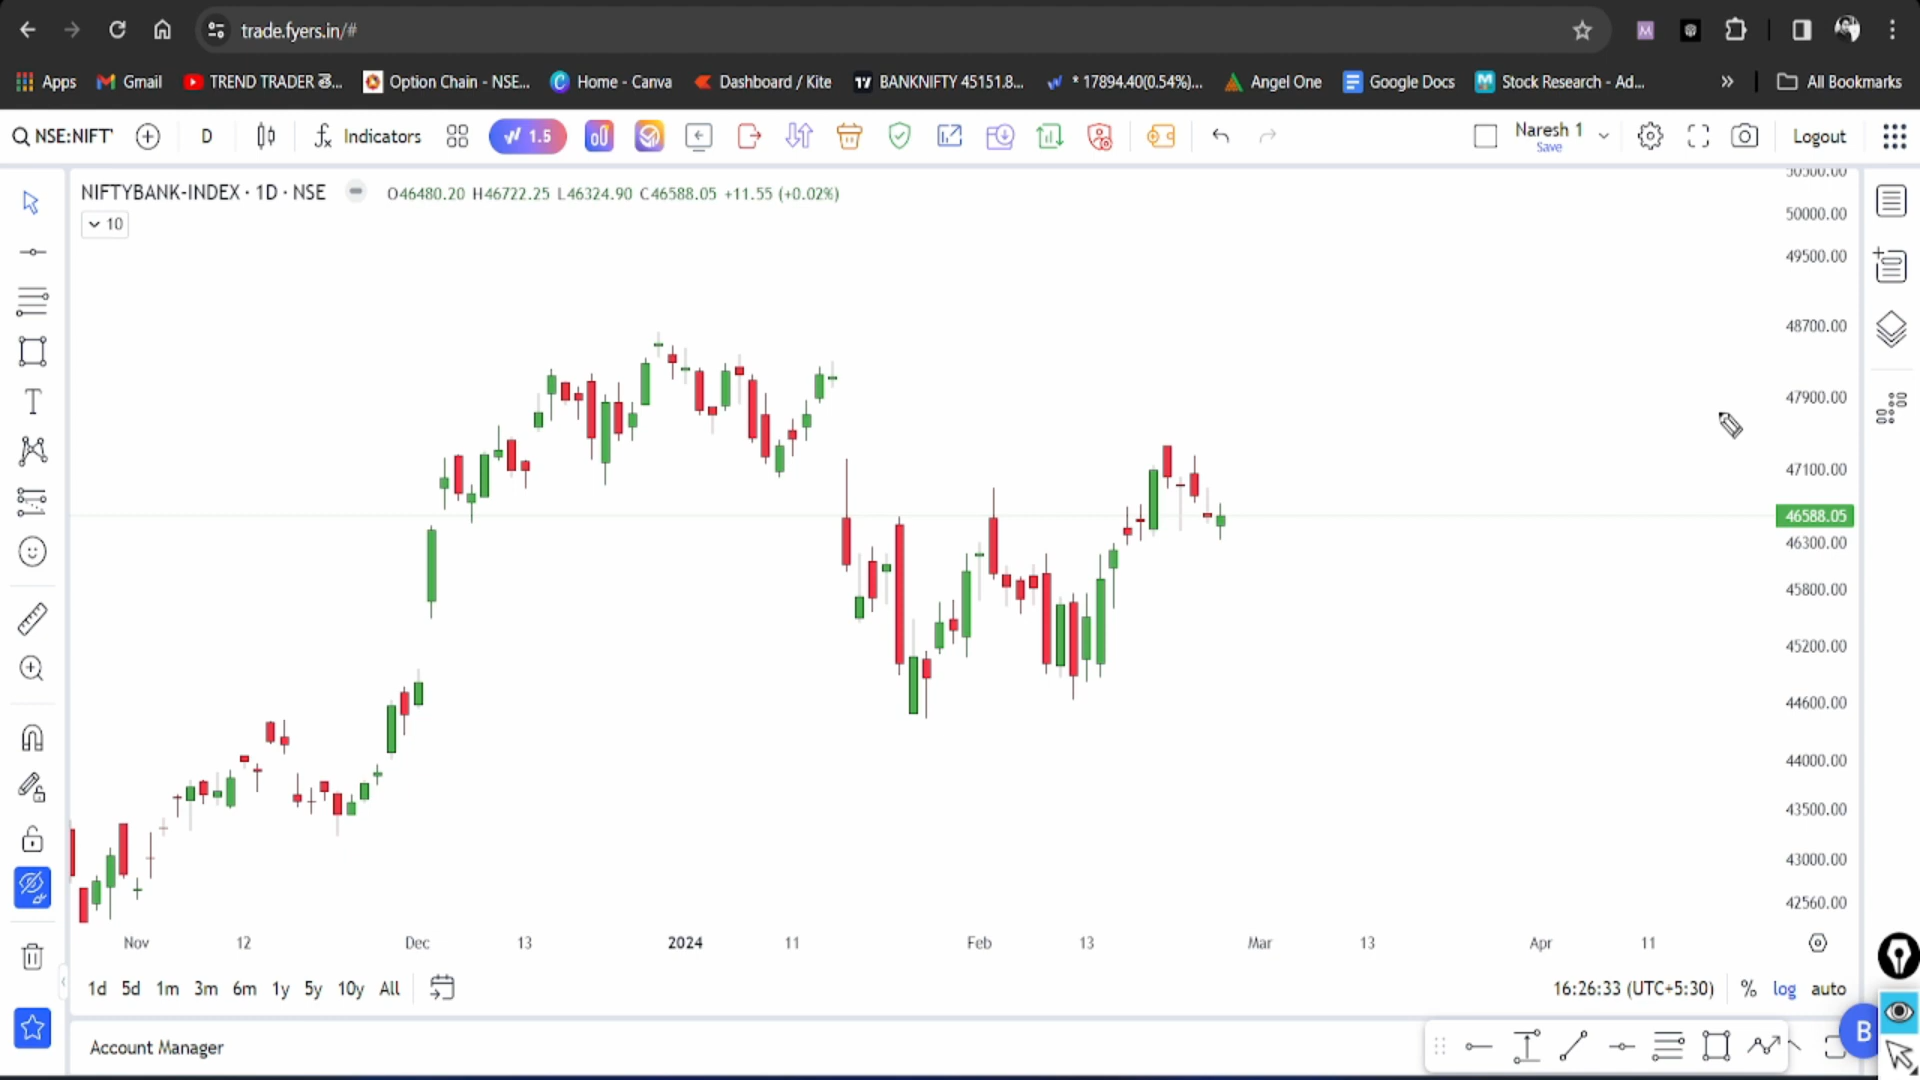 trade.fyers.in/#
Apps
Gmail
TREND TRADER తె...
Option Chain - NSE...
Home - Canva
Dashboard / Kite
BANKNIFTY 45151.8...
* 17894.40(0.54%)...
Angel One
Google Docs
Stock Research - Ad...
»
All Bookmarks
NSE:NIFT'
D
Indicators
1.5
Naresh 1
Save
Logout
NIFTYBANK-INDEX · 1D · NSE
O46480.20 H46722.25 L46324.90 C46588.05 +11.55 (+0.02%)
10
50500.00
50000.00
49500.00
48700.00
47900.00
47100.00
46588.05
46300.00
45800.00
45200.00
44600.00
44000.00
43500.00
43000.00
42560.00
Nov 12 Dec 13 2024 11 Feb 13 Mar 13 Apr 11
1d 5d 1m 3m 6m 1y 5y 10y All
16:26:33 (UTC+5:30) % log auto
Account Manager
B